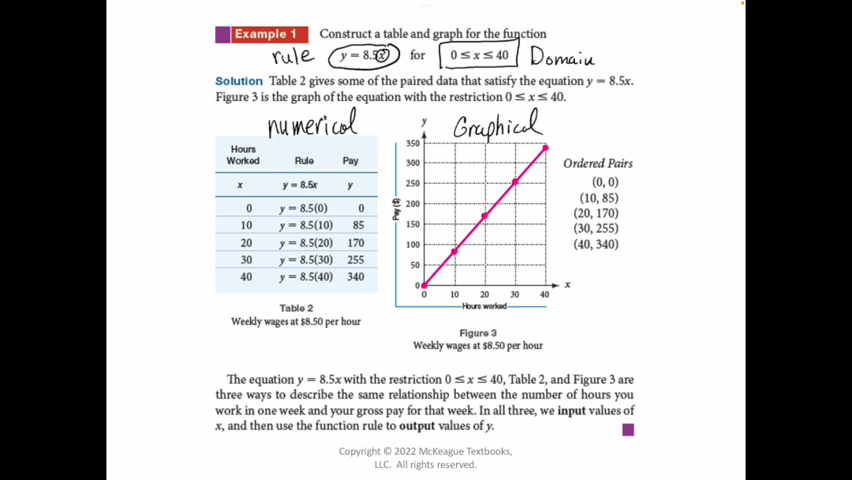 Example 1 Construct a table and graph for the function
rule y = 8.5x for 0 ≤ x ≤ 40 Domain
Solution Table 2 gives some of the paired data that satisfy the equation y = 8.5x.
Figure 3 is the graph of the equation with the restriction 0 ≤ x ≤ 40.
numerical
Hours
Worked Rule Pay
x y = 8.5x y
0 y = 8.5(0) 0
10 y = 8.5(10) 85
20 y = 8.5(20) 170
30 y = 8.5(30) 255
40 y = 8.5(40) 340
Table 2
Weekly wages at $8.50 per hour
Graphical
y
350
300
250
200
150
100
50
0
Pay ($)
0 10 20 30 40
x
Hours worked
Figure 3
Weekly wages at $8.50 per hour
Ordered Pairs
(0, 0)
(10, 85)
(20, 170)
(30, 255)
(40, 340)
The equation y = 8.5x with the restriction 0 ≤ x ≤ 40, Table 2, and Figure 3 are
three ways to describe the same relationship between the number of hours you
work in one week and your gross pay for that week. In all three, we input values of
x, and then use the function rule to output values of y.
Copyright © 2022 McKeague Textbooks,
LLC. All rights reserved.